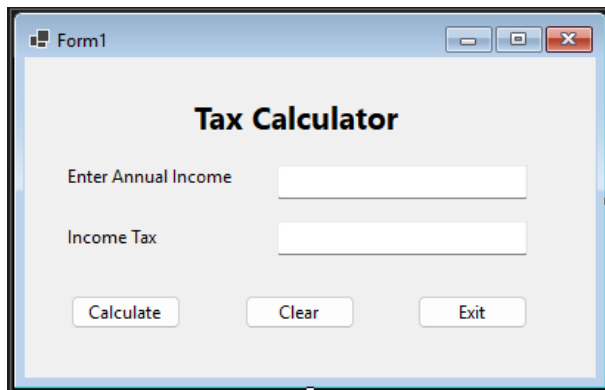 Form1
Tax Calculator
Enter Annual Income
Income Tax
Calculate Clear Exit